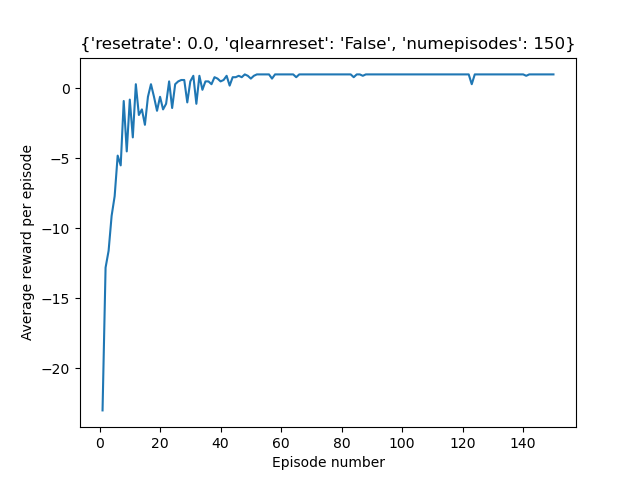 {'resetrate': 0.0, 'qlearnreset': 'False', 'numepisodes': 150}
Average reward per episode
0
−5
−10
−15
−20
0 20 40 60 80 100 120 140
Episode number